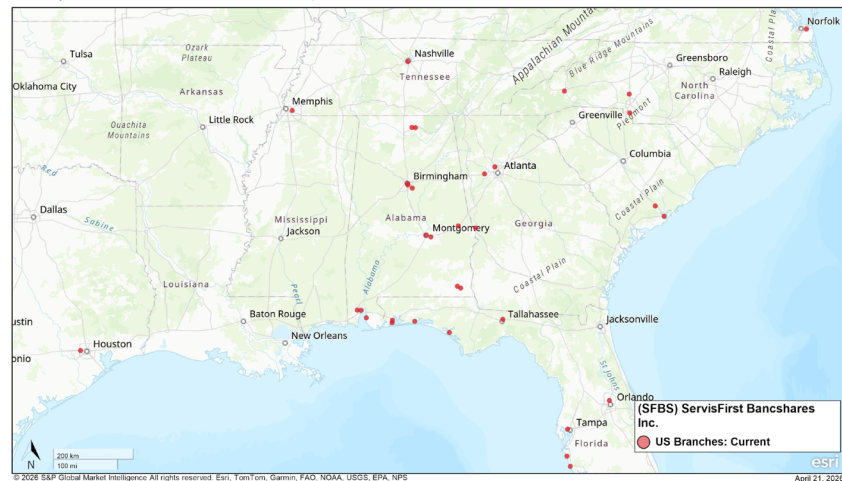 Norfolk
Tulsa
Ozark
Plateau
Nashville
Tennessee
Appalachian Mountai
Blue Ridge Mountains
Coastal Pl
Greensboro
Raleigh
North
Carolina
Oklahoma City
Arkansas
Memphis
Little Rock
Ouachita
Mountains
Greenville
Piedmont
Columbia
Atlanta
Birmingham
Red
Dallas
Sabine
Mississippi
Jackson
Alabama
Montgomery
Georgia
Coastal Plain
Coastal Plain
Louisiana
Pearl
Alabama
Baton Rouge
New Orleans
Tallahassee
Jacksonville
ustin
onio
Houston
St Johns
Orlando
Tampa
Florida
(SFBS) ServisFirst Bancshares
Inc.
US Branches: Current
N
200 km
100 mi
esri
© 2026 S&P Global Market Intelligence All rights reserved. Esri, TomTom, Garmin, FAO, NOAA, USGS, EPA, NPS
April 21, 2026